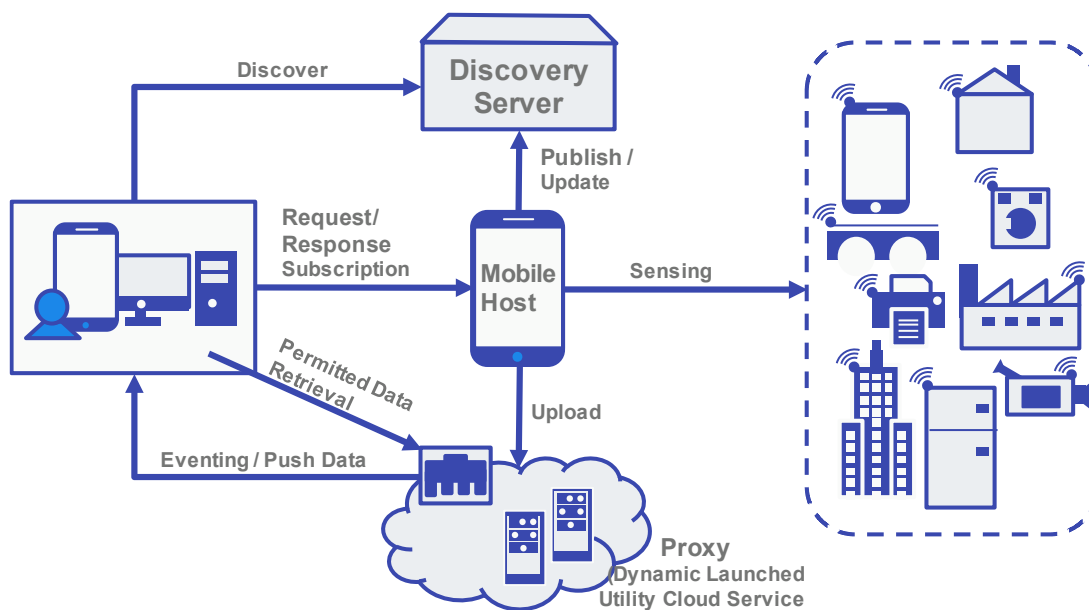 Discover
Discovery
Server
Publish /
Update
Request/
Response
Subscription
Mobile
Host
Sensing
Permitted Data
Retrieval
Upload
Eventing / Push Data
Proxy
(Dynamic Launched
Utility Cloud Service